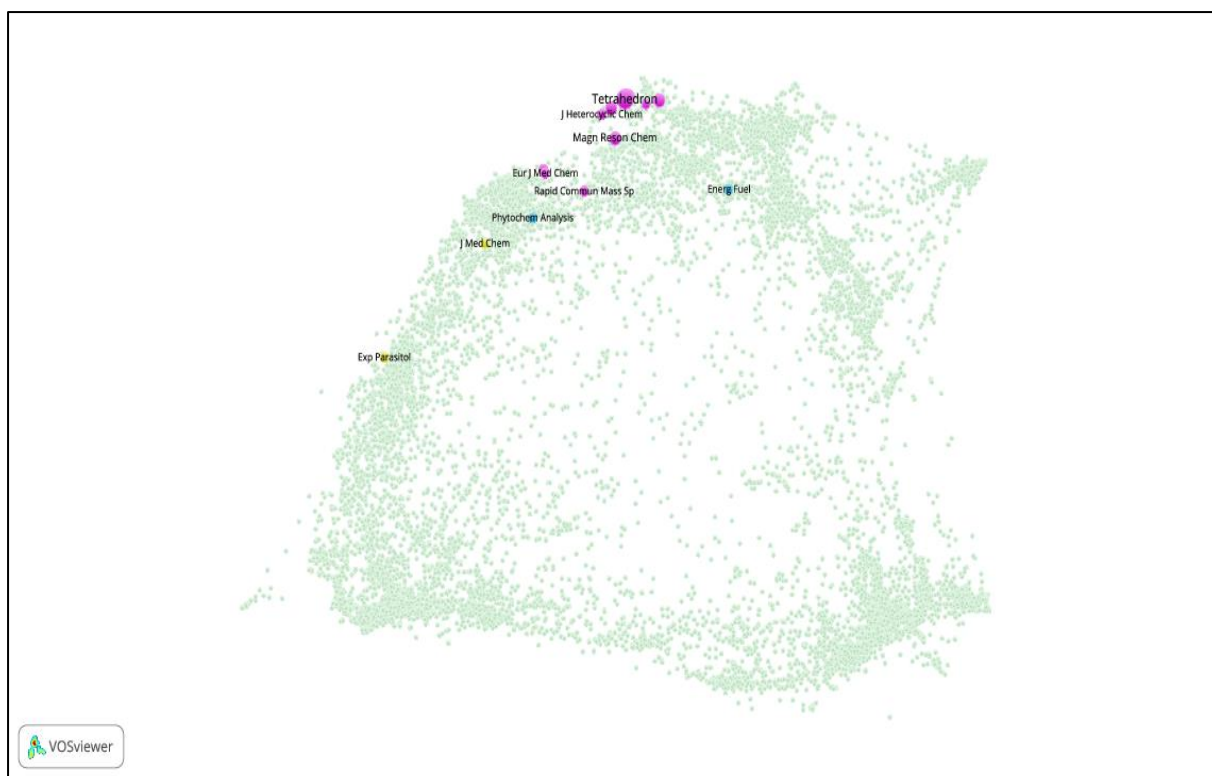 Tetrahedron
J Heterocyclic Chem
Magn Reson Chem
Eur J Med Chem
Rapid Commun Mass Sp
Energ Fuel
Phytochem Analysis
J Med Chem
Exp Parasitol
VOSviewer